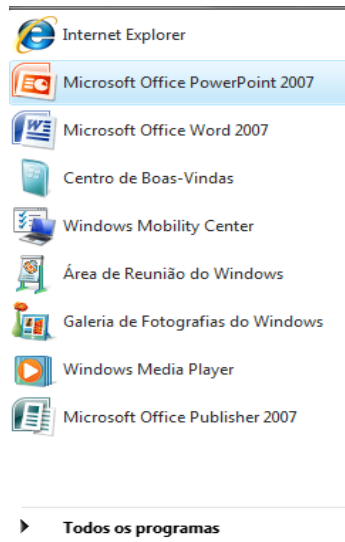 Internet Explorer
Microsoft Office PowerPoint 2007
Microsoft Office Word 2007
Centro de Boas-Vindas
Windows Mobility Center
Área de Reunião do Windows
Galeria de Fotografias do Windows
Windows Media Player
Microsoft Office Publisher 2007
Todos os programas